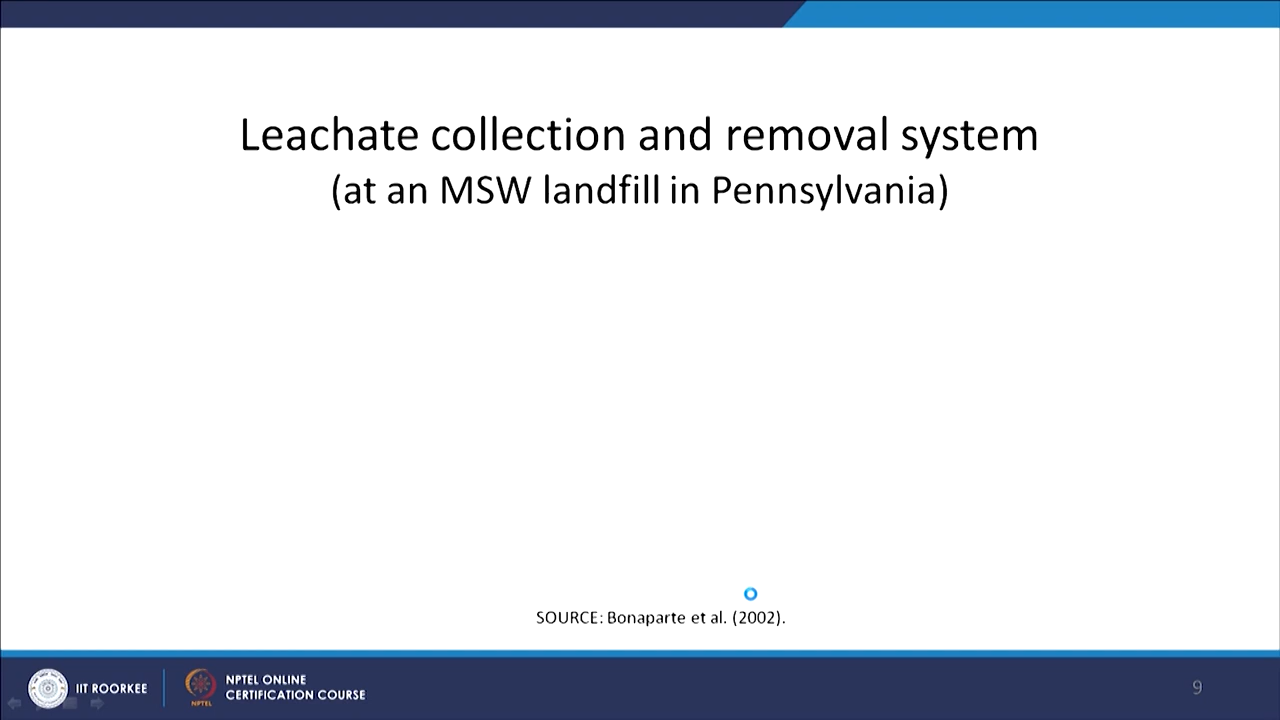 Leachate collection and removal system
(at an MSW landfill in Pennsylvania)
SOURCE: Bonaparte et al. (2002).
IIT ROORKEE
NPTEL
NPTEL ONLINE
CERTIFICATION COURSE
9